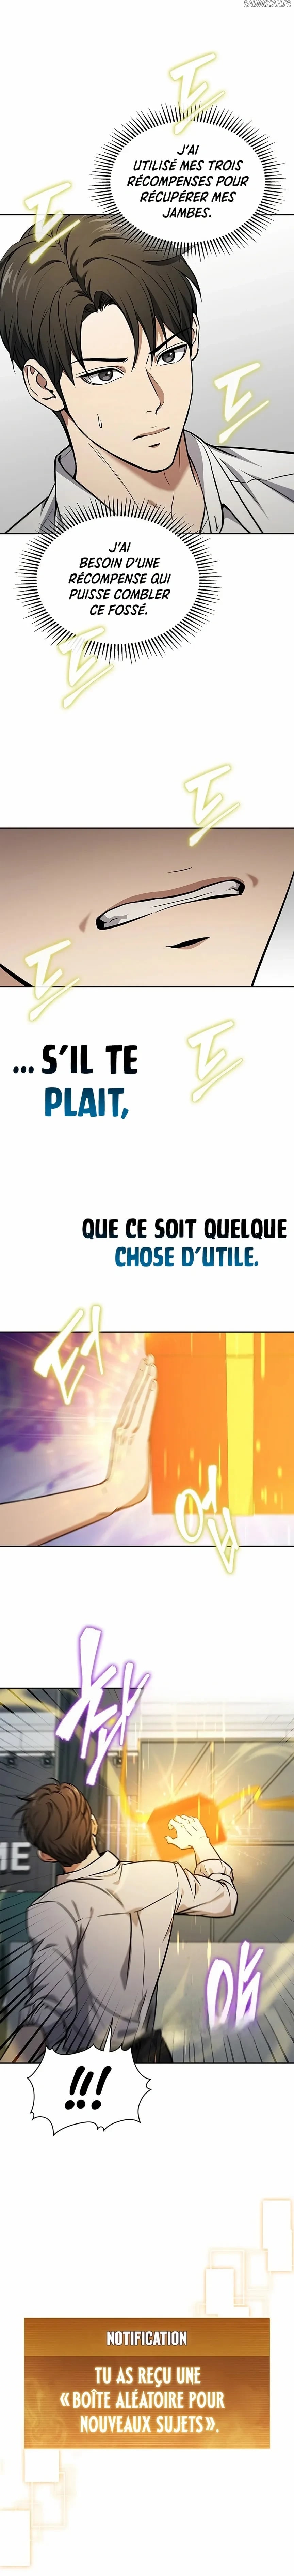 RAIJINSCAN.FR
J'AI
UTILISÉ MES TROIS
RÉCOMPENSES POUR
RÉCUPÉRER MES
JAMBES.
J'AI
BESOIN D'UNE
RÉCOMPENSE QUI
PUISSE COMBLER
CE FOSSÉ.
... S'IL TE
PLAIT,
QUE CE SOIT QUELQUE
CHOSE D'UTILE.
!!!
NOTIFICATION
TU AS REÇU UNE
« BOÎTE ALÉATOIRE POUR
NOUVEAUX SUJETS ».